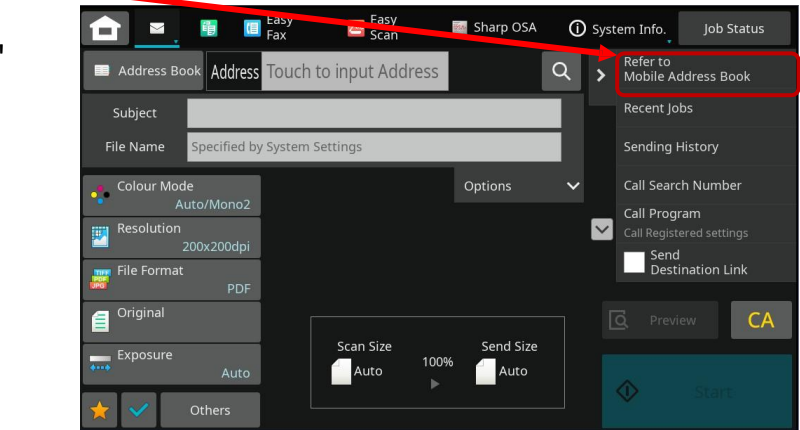 Easy
Fax
Easy
Scan
Sharp OSA
System Info.
Job Status
Address Book
Address
Touch to input Address
Refer to
Mobile Address Book
Subject
Recent Jobs
File Name
Specified by System Settings
Sending History
Colour Mode
Auto/Mono2
Options
Call Search Number
Resolution
200x200dpi
Call Program
Call Registered settings
File Format
PDF
TIFF
PDF
JPG
Send
Destination Link
Original
Preview
CA
Exposure
Auto
Scan Size
Auto
100%
Send Size
Auto
Start
Others